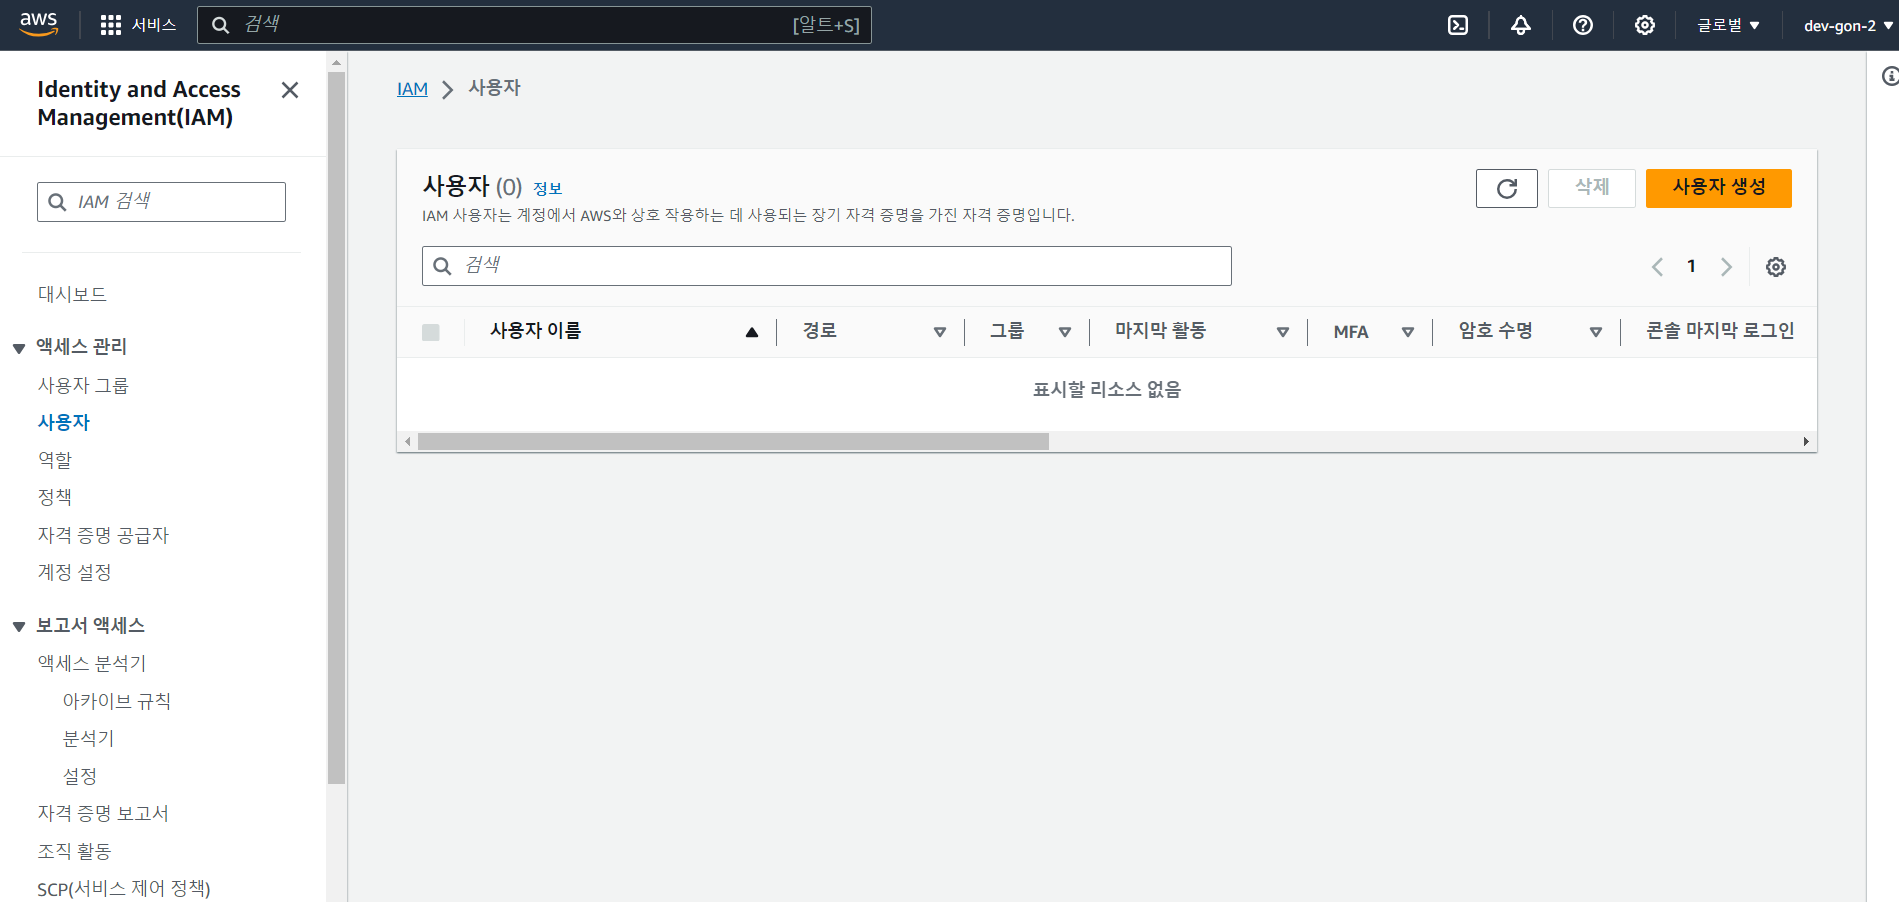 aws
서비스
검색
[알트+S]
글로벌
dev-gon-2
Identity and Access
Management(IAM)
IAM 검색
대시보드
액세스 관리
사용자 그룹
사용자
역할
정책
자격 증명 공급자
계정 설정
보고서 액세스
액세스 분석기
아카이브 규칙
분석기
설정
자격 증명 보고서
조직 활동
SCP(서비스 제어 정책)
IAM
사용자
사용자 (0) 정보
삭제
사용자 생성
IAM 사용자는 계정에서 AWS와 상호 작용하는 데 사용되는 장기 자격 증명을 가진 자격 증명입니다.
검색
1
사용자 이름
경로
그룹
마지막 활동
MFA
암호 수명
콘솔 마지막 로그인
표시할 리소스 없음